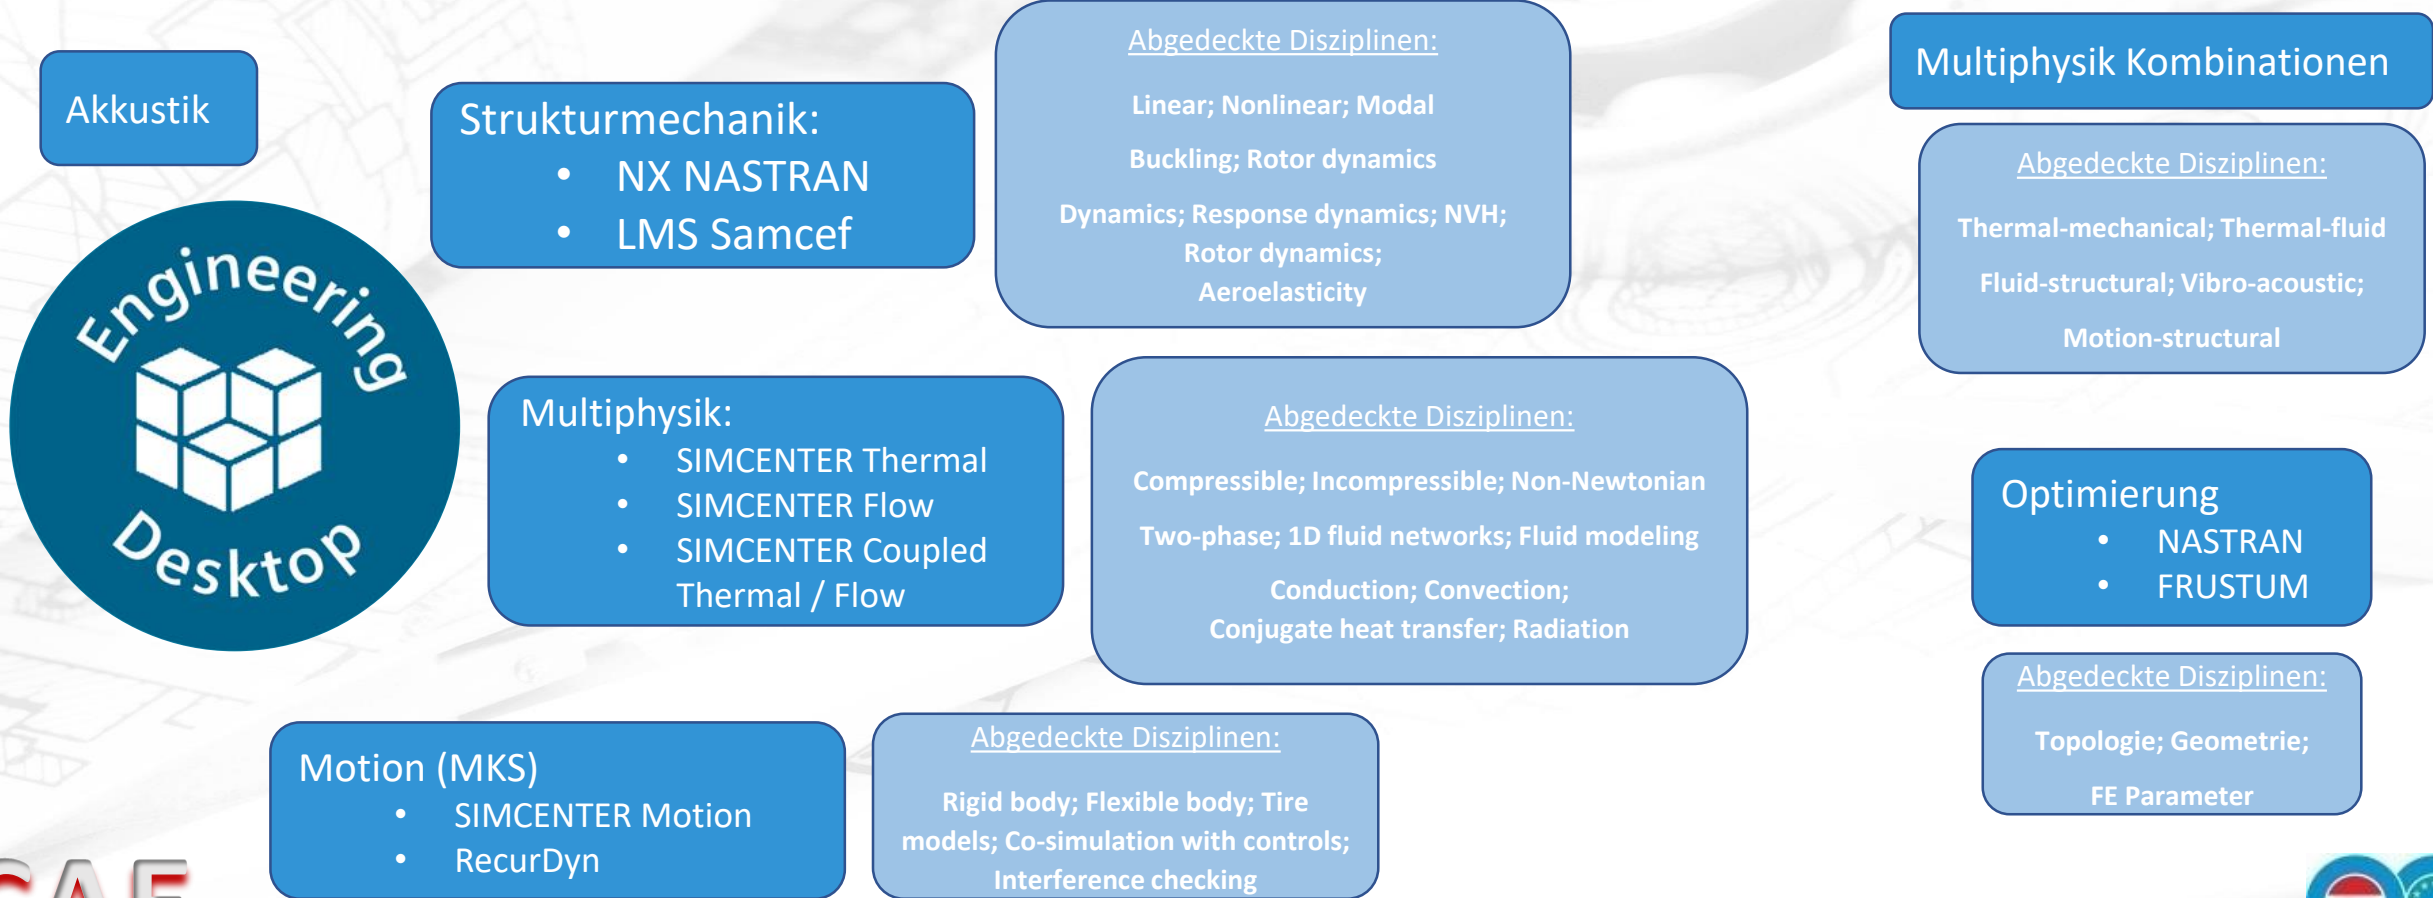 Akkustik
Engineering
Desktop
Strukturmechanik:
• NX NASTRAN
• LMS Samcef
Abgedeckte Disziplinen:
Linear; Nonlinear; Modal
Buckling; Rotor dynamics
Dynamics; Response dynamics; NVH;
Rotor dynamics;
Aeroelasticity
Multiphysik:
• SIMCENTER Thermal
• SIMCENTER Flow
• SIMCENTER Coupled
Thermal / Flow
Abgedeckte Disziplinen:
Compressible; Incompressible; Non-Newtonian
Two-phase; 1D fluid networks; Fluid modeling
Conduction; Convection;
Conjugate heat transfer; Radiation
Motion (MKS)
• SIMCENTER Motion
• RecurDyn
Abgedeckte Disziplinen:
Rigid body; Flexible body; Tire
models; Co-simulation with controls;
Interference checking
Multiphysik Kombinationen
Abgedeckte Disziplinen:
Thermal-mechanical; Thermal-fluid
Fluid-structural; Vibro-acoustic;
Motion-structural
Optimierung
• NASTRAN
• FRUSTUM
Abgedeckte Disziplinen:
Topologie; Geometrie;
FE Parameter
CAE